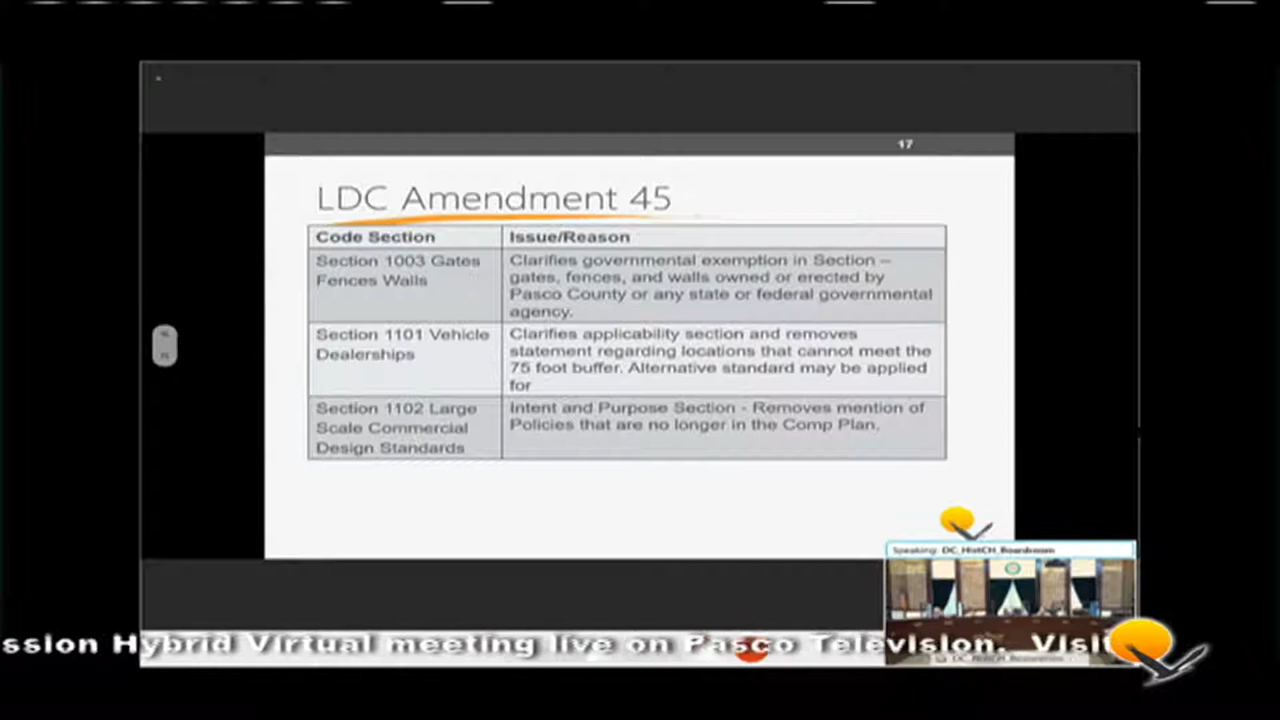 17
LDC Amendment 45
Code Section
Issue/Reason
Section 1003 Gates
Fences Walls
Clarifies governmental exemption in Section –
gates, fences, and walls owned or erected by
Pasco County or any state or federal governmental
agency.
Section 1101 Vehicle
Dealerships
Clarifies applicability section and removes
statement regarding locations that cannot meet the
75 foot buffer. Alternative standard may be applied
for
Section 1102 Large
Scale Commercial
Design Standards
Intent and Purpose Section - Removes mention of
Policies that are no longer in the Comp Plan.
Speaking: DC_HistCH_Boardroom
ssion Hybrid Virtual meeting live on Pasco Television. Visit